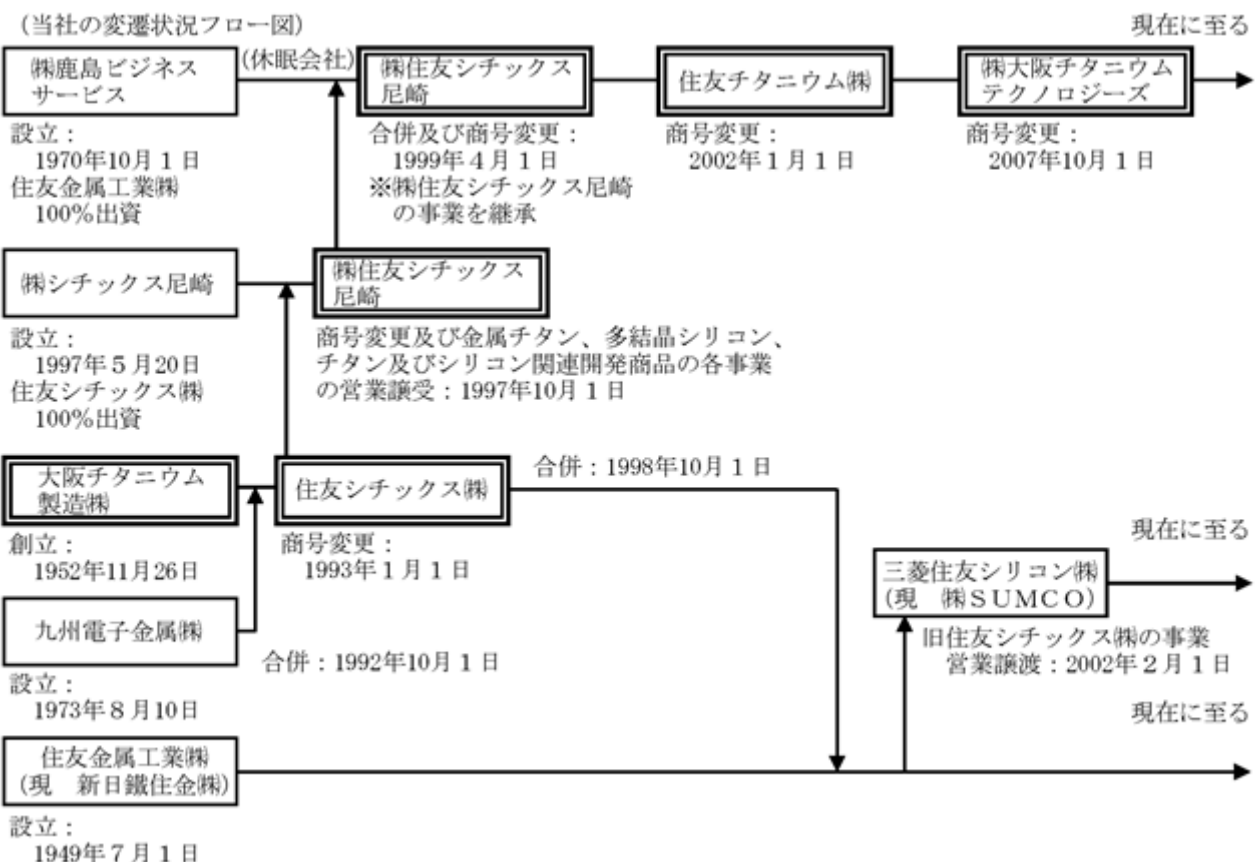 (当社の変遷状況フロー図)
現在に至る
㈱鹿島ビジネス
サービス
(休眠会社)
㈱住友シチックス
尼崎
住友チタニウム㈱
㈱大阪チタニウム
テクノロジーズ
設立：
1970年10月1日
住友金属工業㈱
100%出資
合併及び商号変更：
1999年4月1日
※㈱住友シチックス尼崎
の事業を継承
商号変更：
2002年1月1日
商号変更：
2007年10月1日
㈱シチックス尼崎
㈱住友シチックス
尼崎
設立：
1997年5月20日
住友シチックス㈱
100%出資
商号変更及び金属チタン、多結晶シリコン、
チタン及びシリコン関連開発商品の各事業
の営業譲受：1997年10月1日
大阪チタニウム
製造㈱
住友シチックス㈱
合併：1998年10月1日
創立：
1952年11月26日
商号変更：
1993年1月1日
現在に至る
三菱住友シリコン㈱
(現　㈱ＳＵＭＣＯ)
九州電子金属㈱
合併：1992年10月1日
旧住友シチックス㈱の事業
営業譲渡：2002年2月1日
設立：
1973年8月10日
現在に至る
住友金属工業㈱
(現　新日鐵住金㈱)
設立：
1949年7月1日